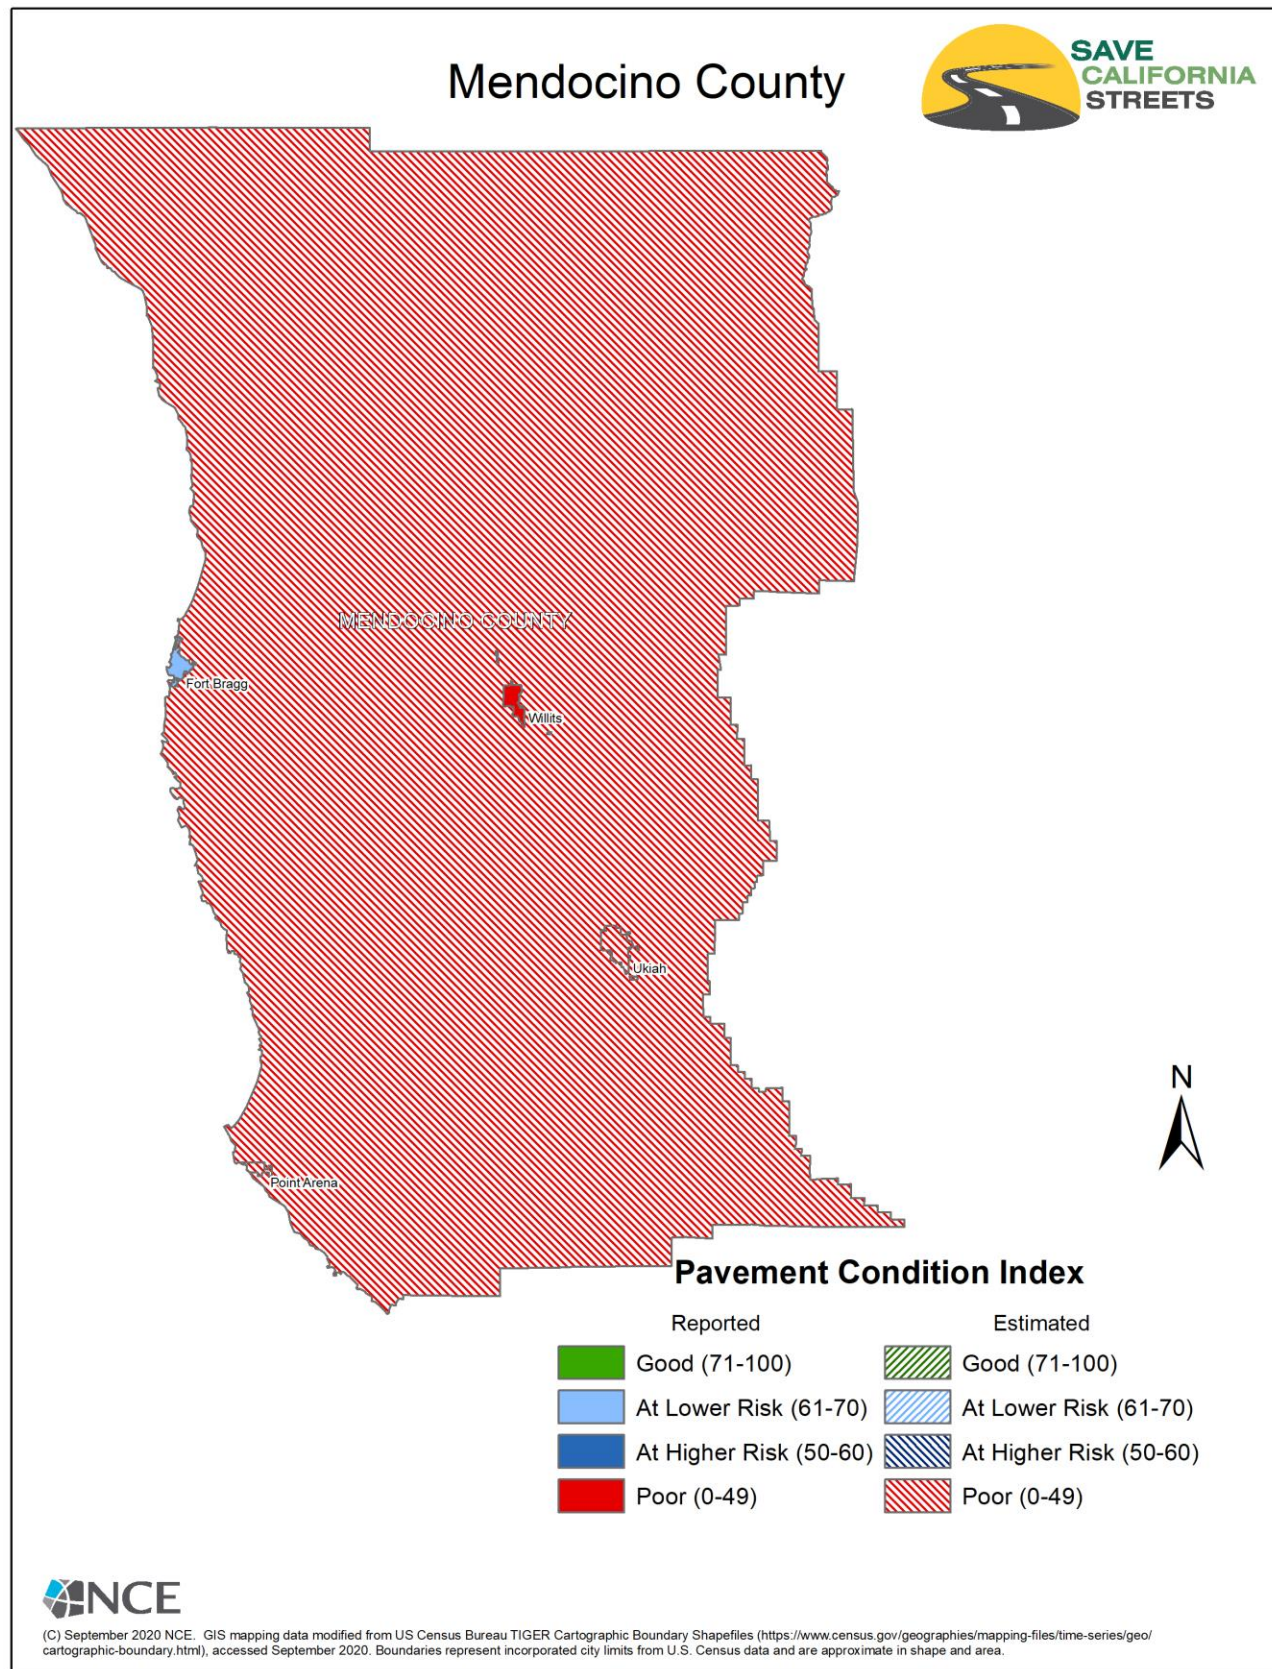 Mendocino County
SAVE
CALIFORNIA
STREETS
MENDOCINO COUNTY
Fort Bragg
Willits
Ukiah
N
Point Arena
Pavement Condition Index
Reported
Estimated
Good (71-100)
Good (71-100)
At Lower Risk (61-70)
At Lower Risk (61-70)
At Higher Risk (50-60)
At Higher Risk (50-60)
Poor (0-49)
Poor (0-49)
NCE
(C) September 2020 NCE. GIS mapping data modified from US Census Bureau TIGER Cartographic Boundary Shapefiles (https://www.census.gov/geographies/mapping-files/time-series/geo/
cartographic-boundary.html), accessed September 2020. Boundaries represent incorporated city limits from U.S. Census data and are approximate in shape and area.